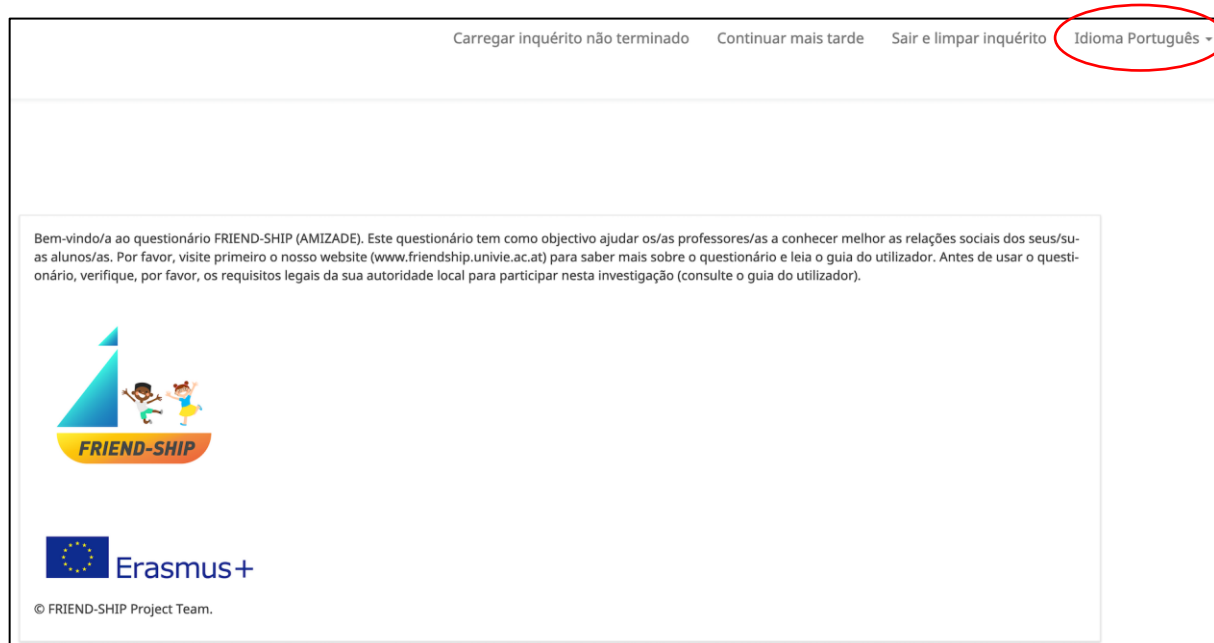 Carregar inquérito não terminado Continuar mais tarde Sair e limpar inquérito Idioma Português
Bem-vindo/a ao questionário FRIEND-SHIP (AMIZADE). Este questionário tem como objectivo ajudar os/as professores/as a conhecer melhor as relações sociais dos seus/su-
as alunos/as. Por favor, visite primeiro o nosso website (www.friendship.univie.ac.at) para saber mais sobre o questionário e leia o guia do utilizador. Antes de usar o questi-
onário, verifique, por favor, os requisitos legais da sua autoridade local para participar nesta investigação (consulte o guia do utilizador).
FRIEND-SHIP
Erasmus+
© FRIEND-SHIP Project Team.